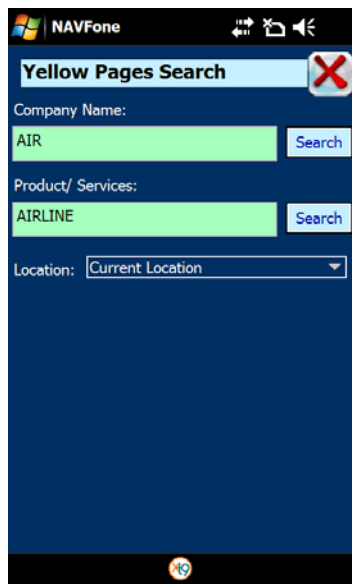 NAVFone
Yellow Pages Search
Company Name:
AIR Search
Product/ Services:
AIRLINE Search
Location: Current Location